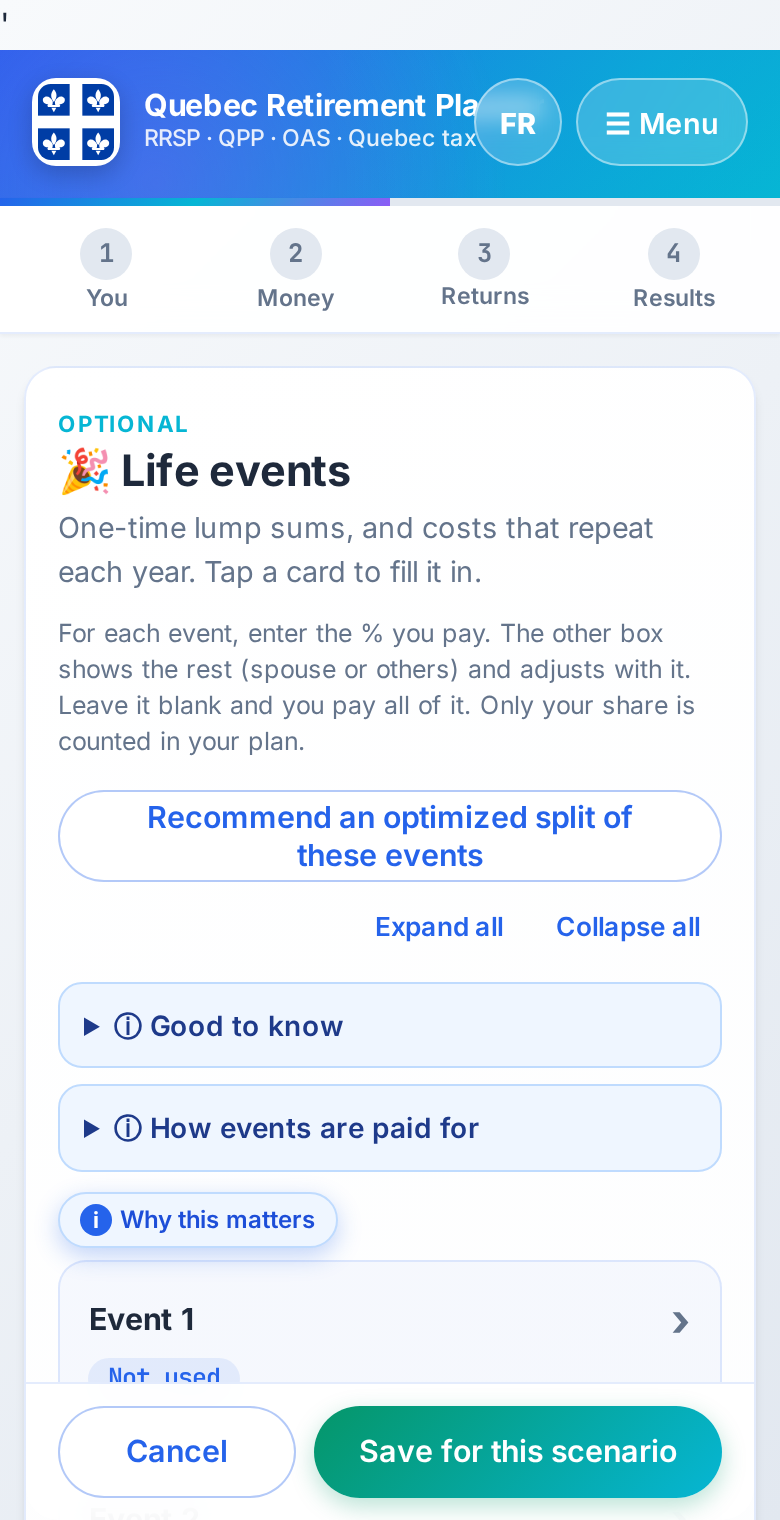 '
Quebec Retirement Pla
RRSP · QPP · OAS · Quebec tax
FR
☰ Menu
1
2
3
4
You
Money
Returns
Results
OPTIONAL
🎉 Life events
One-time lump sums, and costs that repeat
each year. Tap a card to fill it in.
For each event, enter the % you pay. The other box
shows the rest (spouse or others) and adjusts with it.
Leave it blank and you pay all of it. Only your share is
counted in your plan.
Recommend an optimized split of
these events
Expand all
Collapse all
▶ ⓘ Good to know
▶ ⓘ How events are paid for
i Why this matters
Event 1 ›
Not used
Cancel
Save for this scenario
Event 2